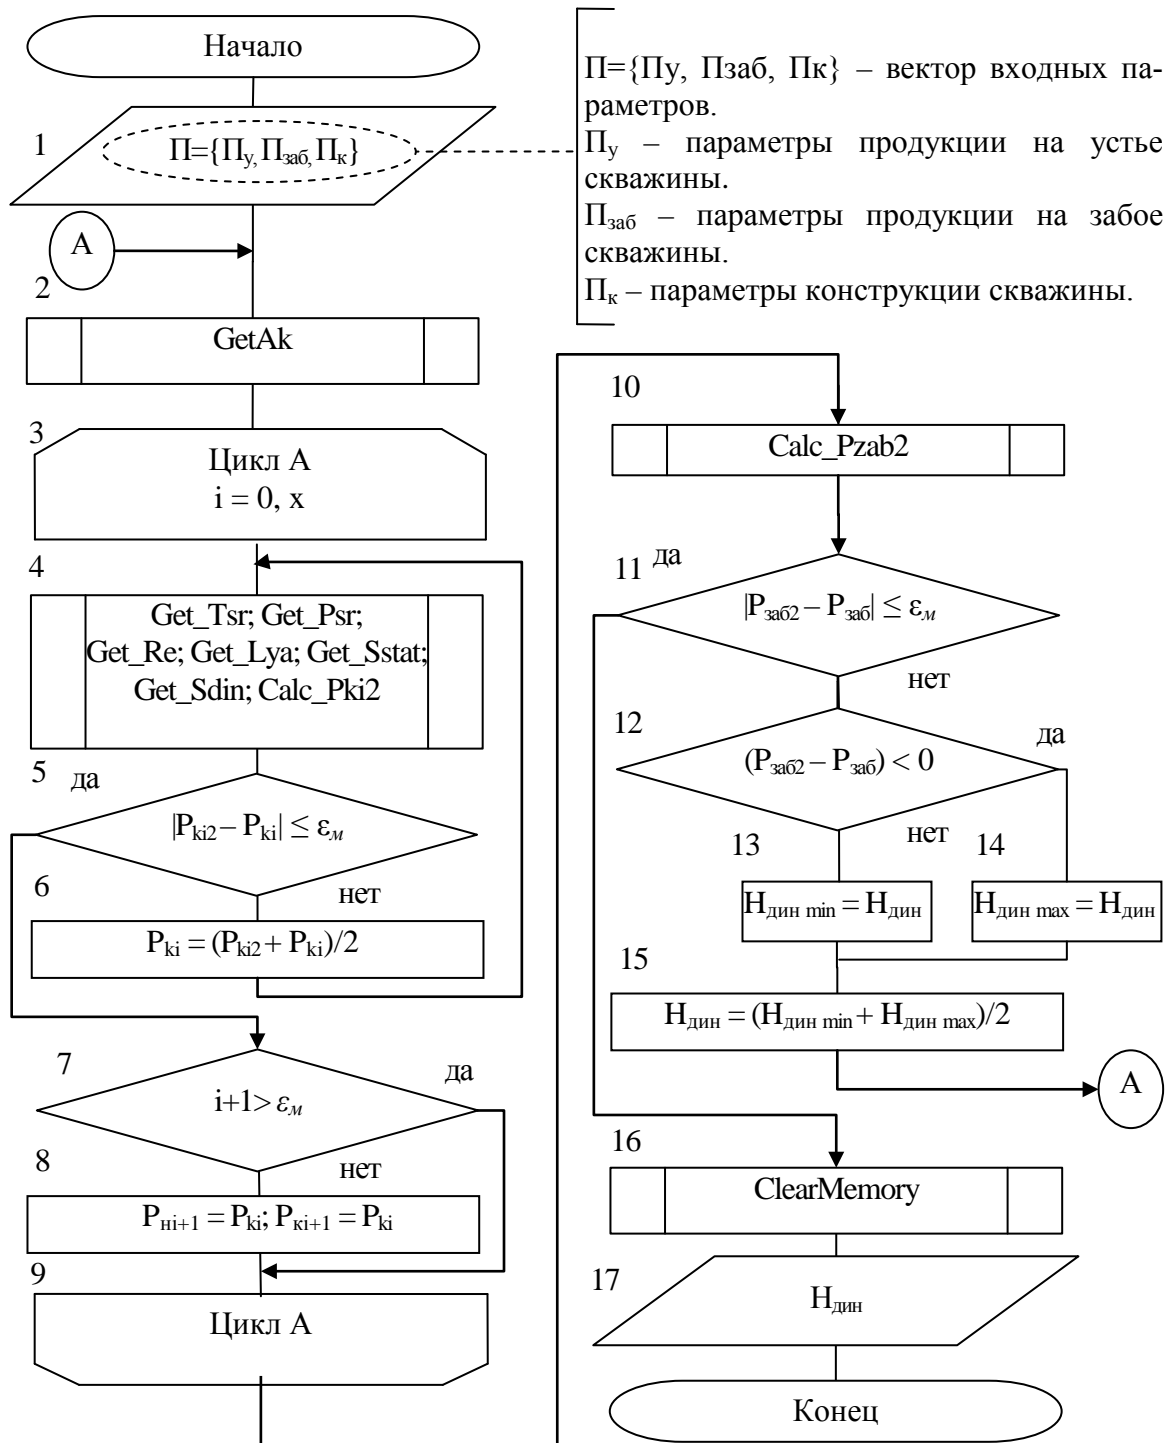 Начало
1
П={Пу, Пзаб, Пк}
П={Пу, Пзаб, Пк} – вектор входных па-
раметров.
Пу – параметры продукции на устье
скважины.
Пзаб – параметры продукции на забое
скважины.
Пк – параметры конструкции скважины.
А
2
GetAk
3
Цикл А
i = 0, x
4
Get_Tsr; Get_Psr;
Get_Re; Get_Lya; Get_Sstat;
Get_Sdin; Calc_Pki2
5
да
|Pki2 – Pki| ≤ εм
6
нет
Pki = (Pki2 + Pki)/2
7
да
i+1> εм
8
нет
Pнi+1 = Pki; Pкi+1 = Pki
9
Цикл А
10
Calc_Pzab2
11
да
|Pзаб2 – Pзаб| ≤ εм
нет
12
да
(Pзаб2 – Pзаб) < 0
нет
13
14
Hдин min = Hдин
Hдин max = Hдин
15
Hдин = (Hдин min + Hдин max)/2
А
16
ClearMemory
17
Hдин
Конец